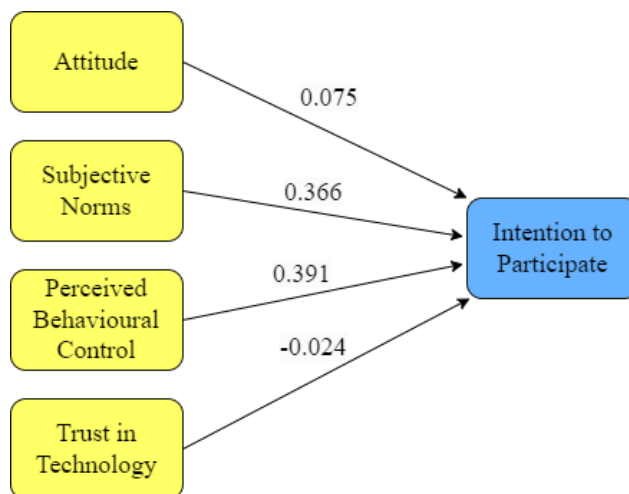 Attitude
0.075
Subjective
Norms
0.366
Intention to
Participate
Perceived
Behavioural
Control
0.391
-0.024
Trust in
Technology